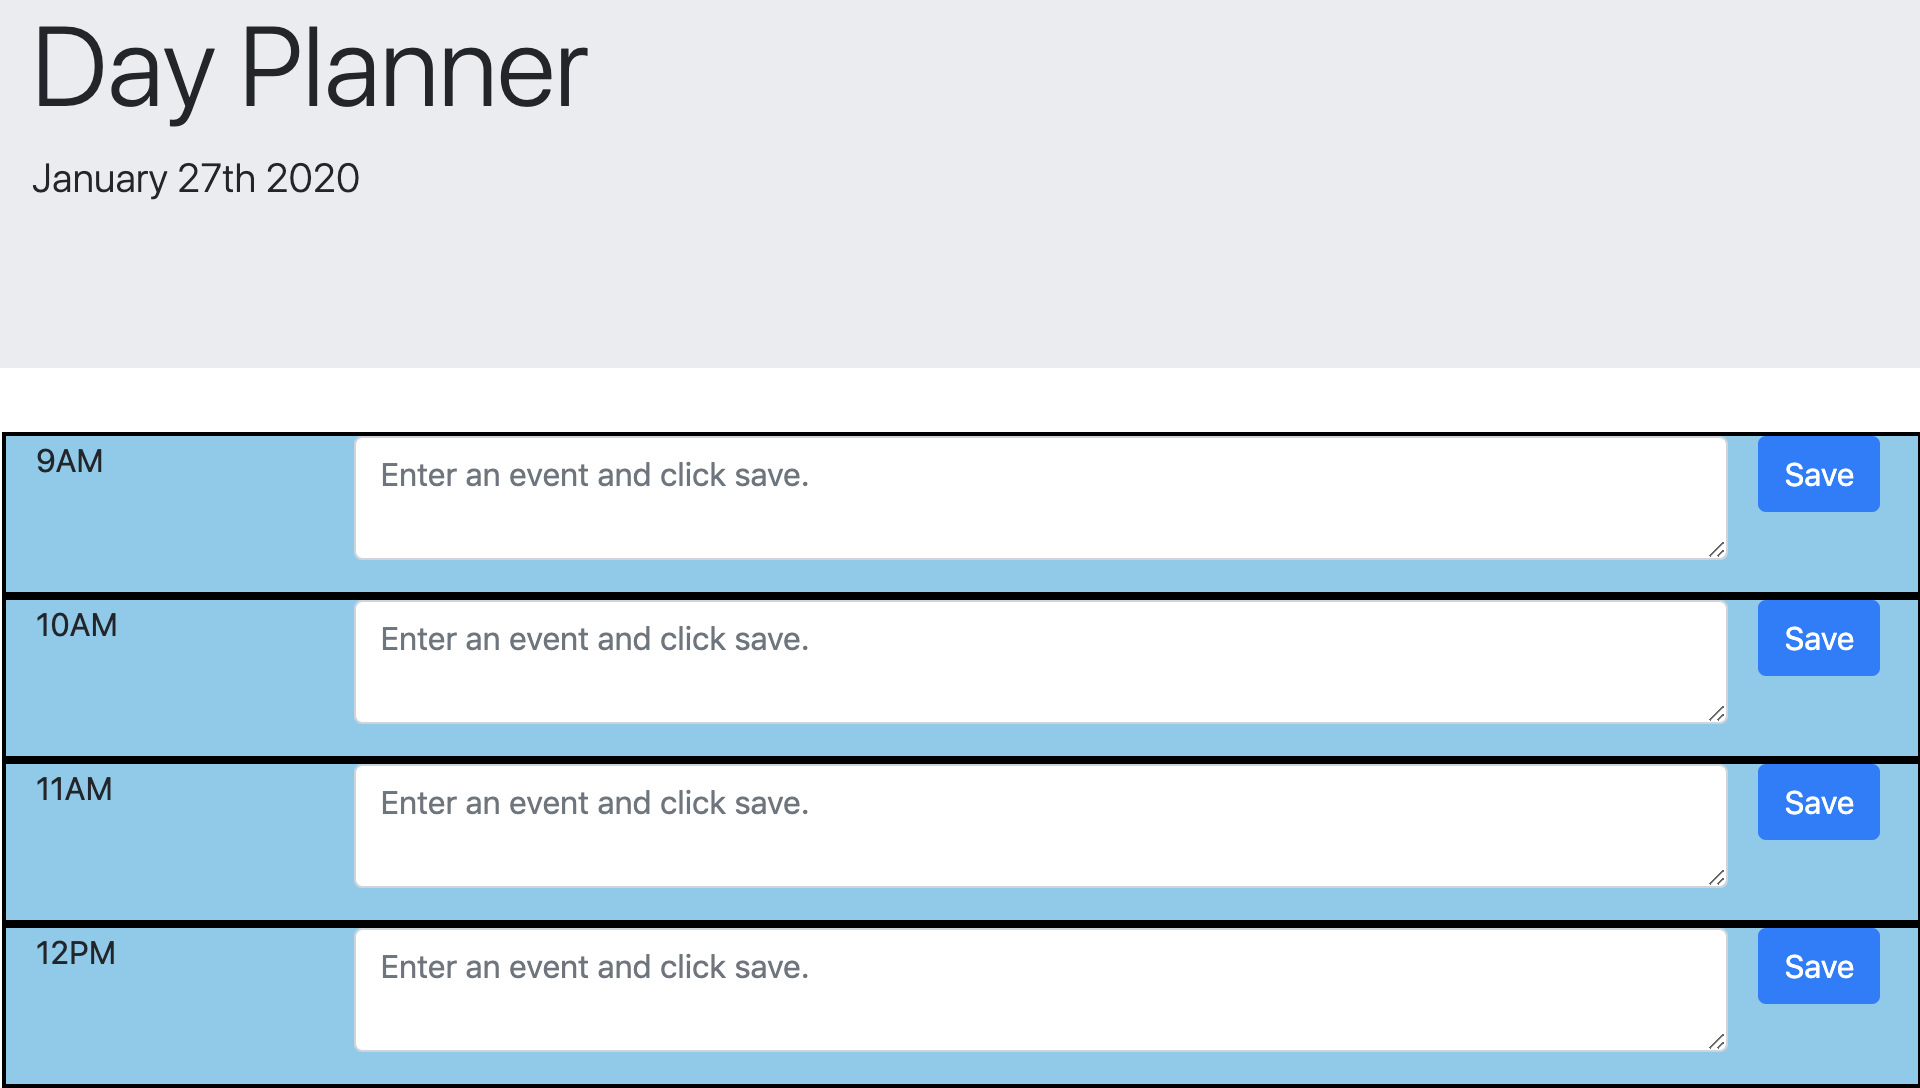 Day Planner
January 27th 2020
9AM
Enter an event and click save.
Save
10AM
Enter an event and click save.
Save
11AM
Enter an event and click save.
Save
12PM
Enter an event and click save.
Save